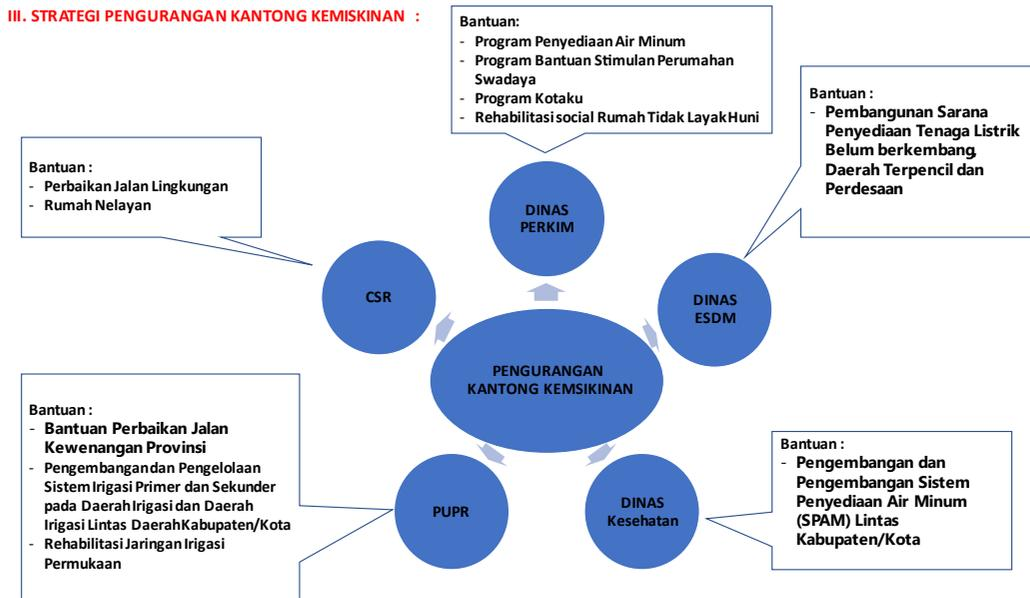 III. STRATEGI PENGURANGAN KANTONG KEMISKINAN :
Bantuan:
- Program Penyediaan Air Minum
- Program Bantuan Stimulan Perumahan
Swadaya
- Program Kotaku
- Rehabilitasi social Rumah Tidak Layak Huni
Bantuan :
- Pembangunan Sarana
Penyediaan Tenaga Listrik
Belum berkembang,
Daerah Terpencil dan
Perdesaan
Bantuan :
- Perbaikan Jalan Lingkungan
- Rumah Nelayan
DINAS
PERKIM
CSR
DINAS
ESDM
PENGURANGAN
KANTONG KEMSIKINAN
Bantuan :
- Bantuan Perbaikan Jalan
Kewenangan Provinsi
- Pengembangan dan Pengelolaan
Sistem Irigasi Primer dan Sekunder
pada Daerah Irigasi dan Daerah
Irigasi Lintas Daerah Kabupaten/Kota
- Rehabilitasi Jaringan Irigasi
Permukaan
PUPR
DINAS
Kesehatan
Bantuan :
- Pengembangan dan
Pengembangan Sistem
Penyediaan Air Minum
(SPAM) Lintas
Kabupaten/Kota